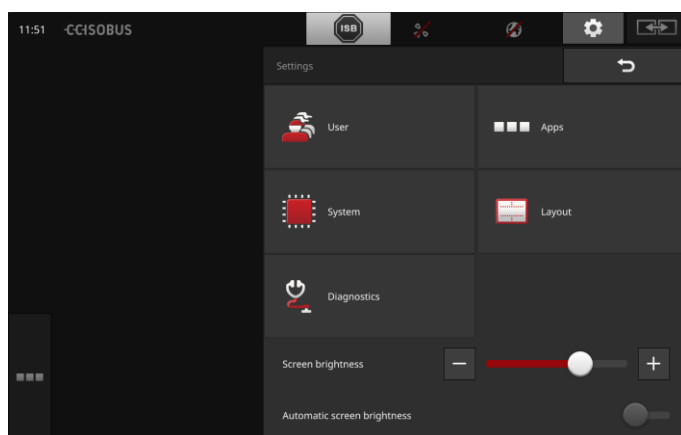 11:51 CCISOBUS
ISB
Settings
User
Apps
System
Layout
Diagnostics
Screen brightness
Automatic screen brightness